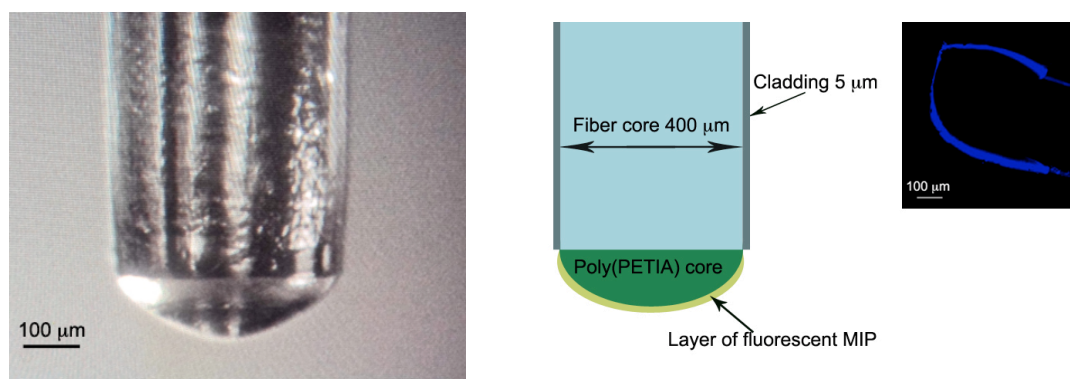 100 μm
Cladding 5 μm
Fiber core 400 μm
Poly(PETIA) core
Layer of fluorescent MIP
100 μm